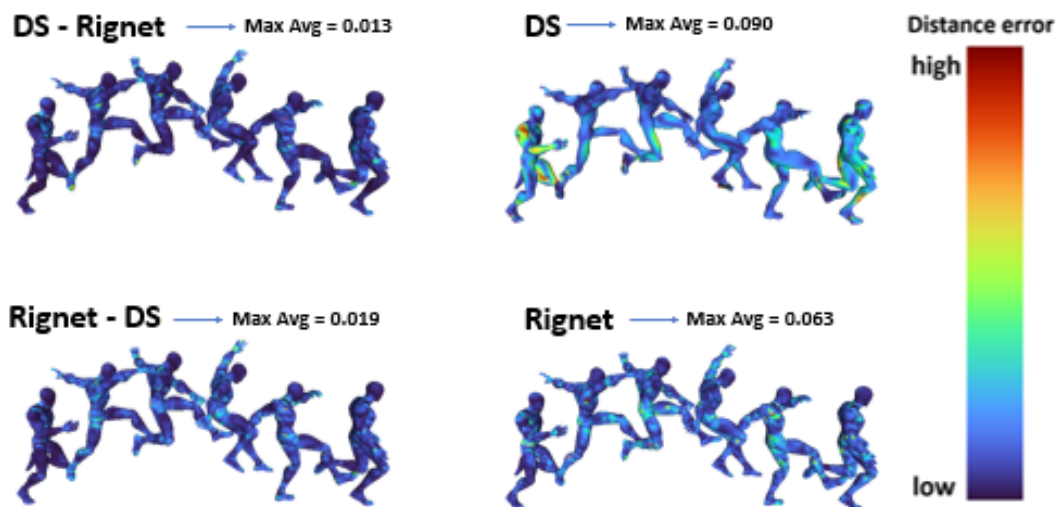 DS - Rignet Max Avg = 0.013
DS Max Avg = 0.090
Distance error
high
Rignet - DS Max Avg = 0.019
Rignet Max Avg = 0.063
low